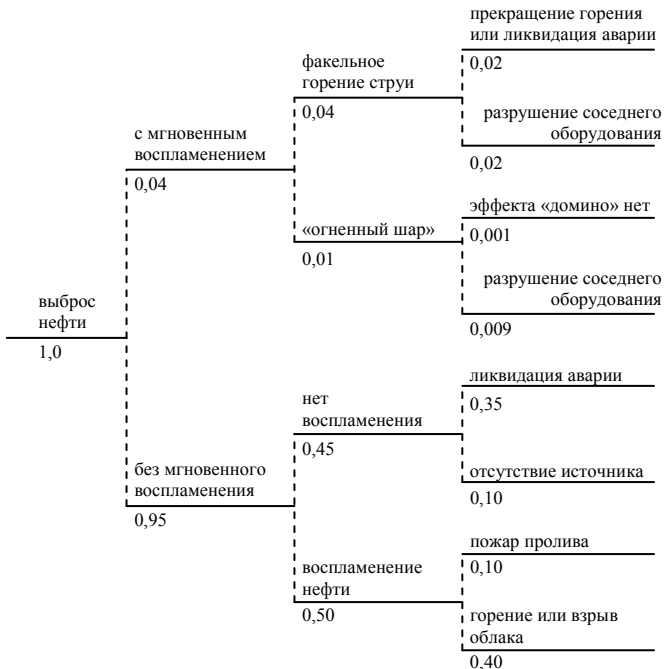 прекращение горения
или ликвидация аварии
0,02
факельное
горение струи
0,04
разрушение соседнего
оборудования
0,02
с мгновенным
воспламенением
0,04
эффекта «домино» нет
0,001
«огненный шар»
0,01
разрушение соседнего
оборудования
0,009
выброс
нефти
1,0
ликвидация аварии
0,35
нет
воспламенения
0,45
отсутствие источника
0,10
без мгновенного
воспламенения
0,95
пожар пролива
0,10
воспламенение
нефти
0,50
горение или взрыв
облака
0,40